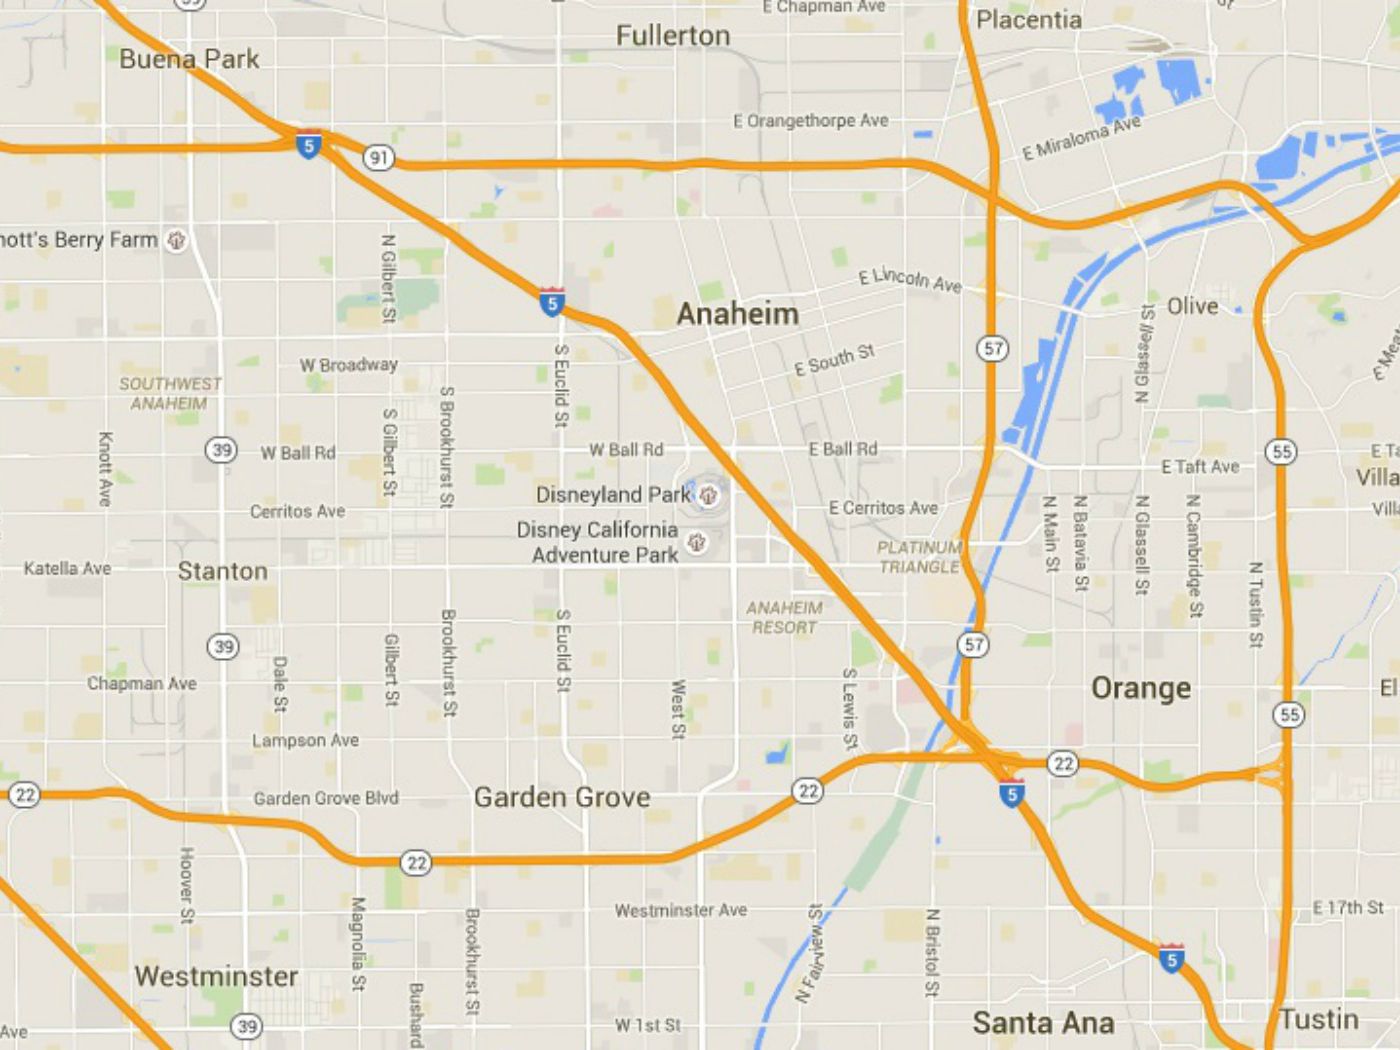 39
E Chapman Ave
Placentia
Fullerton
Buena Park
E Orangethorpe Ave
E Miraloma Ave
5
91
nott's Berry Farm
N Gilbert St
E Lincoln Ave
5
Anaheim
Olive
N Glassell St
57
E South St
W Broadway
S Euclid St
SOUTHWEST
ANAHEIM
S Brookhurst St
S Gilbert St
Knott Ave
39
W Ball Rd
W Ball Rd
E Ball Rd
55
E Ta
E Taft Ave
Villa
Disneyland Park
Cerritos Ave
E Cerritos Ave
N Main St
N Batavia St
N Glassell St
N Cambridge St
Villa
Disney California
Adventure Park
PLATINUM
TRIANGLE
Katella Ave
Stanton
N Tustin St
ANAHEIM
RESORT
Brookhurst St
S Euclid St
39
57
Gilbert St
Dale St
Chapman Ave
West St
S Lewis St
Orange
El
55
Lampson Ave
22
22
22
Garden Grove Blvd
Garden Grove
5
22
Hoover St
Magnolia St
Brookhurst St
Westminster Ave
N Fairview St
N Bristol St
E 17th St
5
Westminster
Bushard
39
Ave
W 1st St
Santa Ana
Tustin